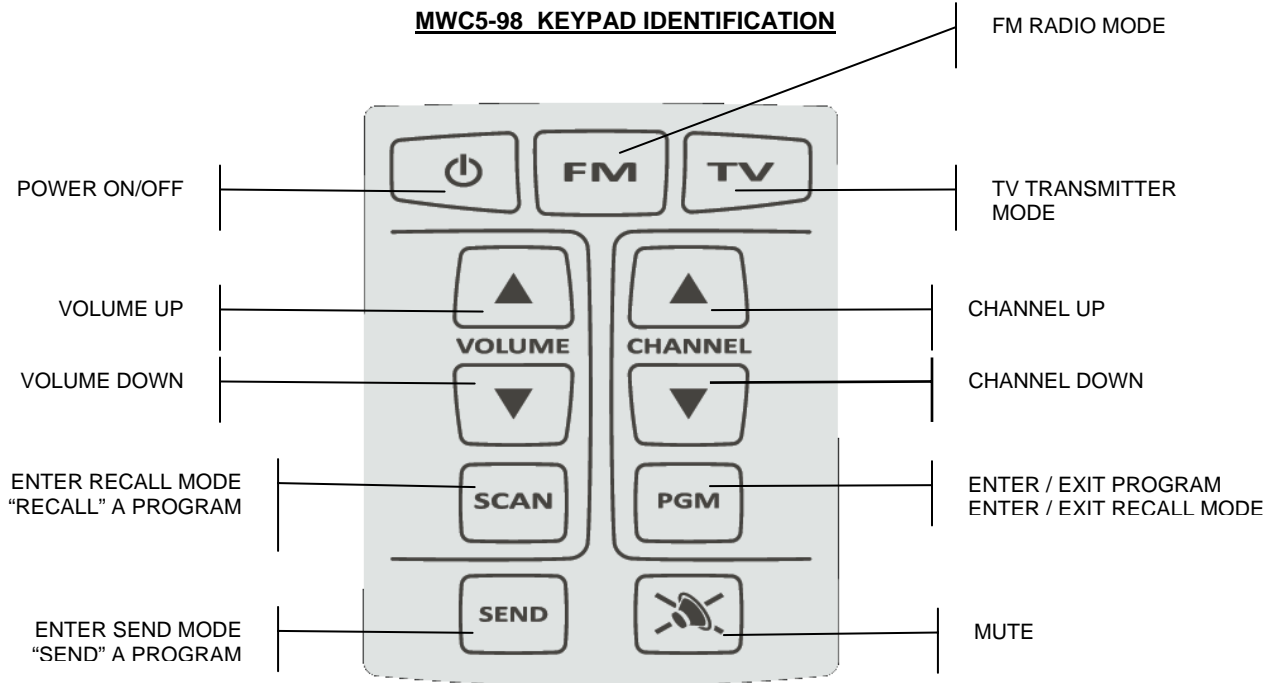 MWC5-98 KEYPAD IDENTIFICATION
FM RADIO MODE
FM
TV
POWER ON/OFF
TV TRANSMITTER
MODE
VOLUME UP
CHANNEL UP
VOLUME
CHANNEL
VOLUME DOWN
CHANNEL DOWN
ENTER RECALL MODE
“RECALL” A PROGRAM
SCAN
PGM
ENTER / EXIT PROGRAM
ENTER / EXIT RECALL MODE
SEND
ENTER SEND MODE
“SEND” A PROGRAM
MUTE